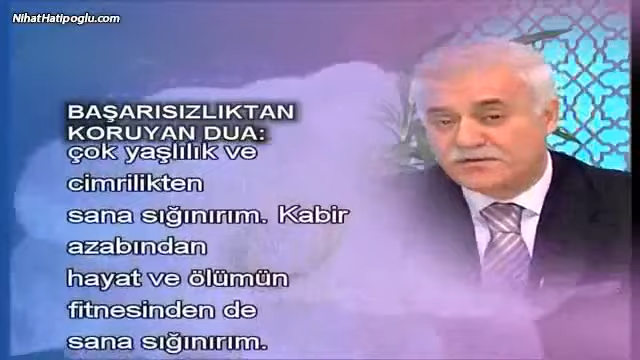 NihatHatipoglu.com
BAŞARISIZLIKTAN
KORUYAN DUA:
çok yaşlılık ve
cimrilikten
sana sığınırım. Kabir
azabından
hayat ve ölümün
fitnesinden de
sana sığınırım.